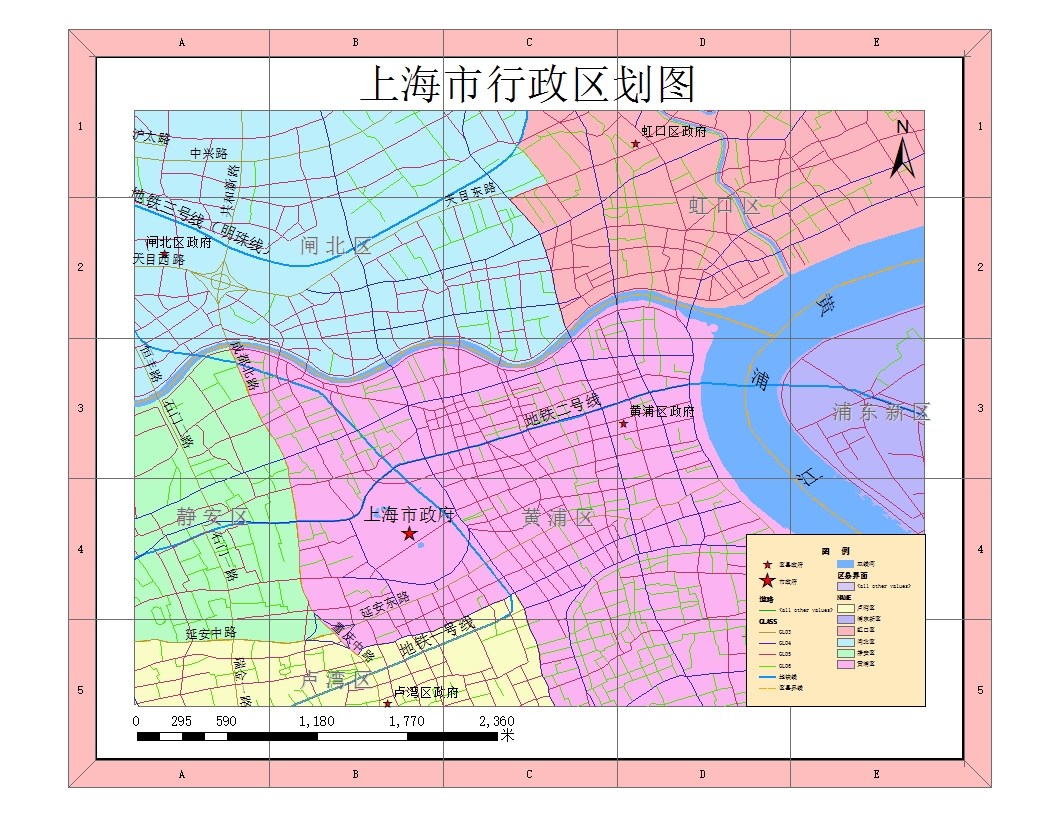 A B C D E
上海市行政区划图
1 1
沪太路
虹口区政府
N
中兴路
共和新路
天目东路
地铁三号线（明珠线）
虹口区
闸北区政府
闸北区
天目西路
2 2
黄
恒丰路
成都北路
浦
地铁二号线
黄浦区政府
浦东新区
3 3
石门一路
江
上海市政府
静安区
黄浦区
石门一路
4 4
图 例
区县政府
市政府
道路
<all other values>
CLASS
GL03
GL04
GL05
GL06
地铁线
区县界线
双线河
区县界面
<all other values>
NAME
卢湾区
浦东新区
虹口区
闸北区
静安区
黄浦区
延安东路
延安中路
重庆中路
地铁一号线
瑞金一路
卢湾区
卢湾区政府
5 5
0 295 590 1,180 1,770 2,360
米
A B C D E